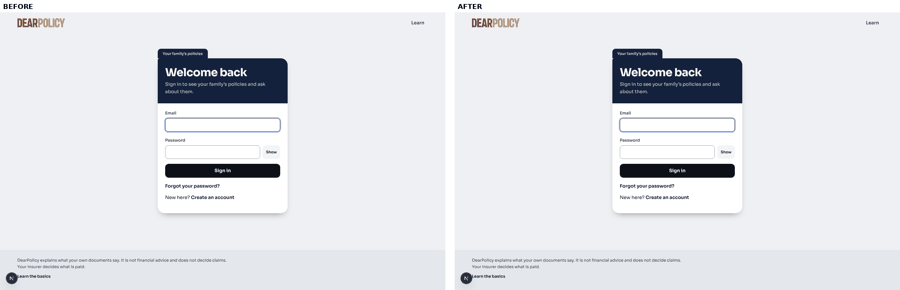 BEFORE
DEARPOLICY
Learn
Your family's policies
Welcome back
Sign in to see your family's policies and ask
about them.
Email
Password
Show
Sign in
Forgot your password?
New here? Create an account
DearPolicy explains what your own documents say. It is not financial advice and does not decide claims.
Your insurer decides what is paid.
N
Learn the basics
AFTER
DEARPOLICY
Learn
Your family's policies
Welcome back
Sign in to see your family's policies and ask
about them.
Email
Password
Show
Sign in
Forgot your password?
New here? Create an account
DearPolicy explains what your own documents say. It is not financial advice and does not decide claims.
Your insurer decides what is paid.
N
Learn the basics